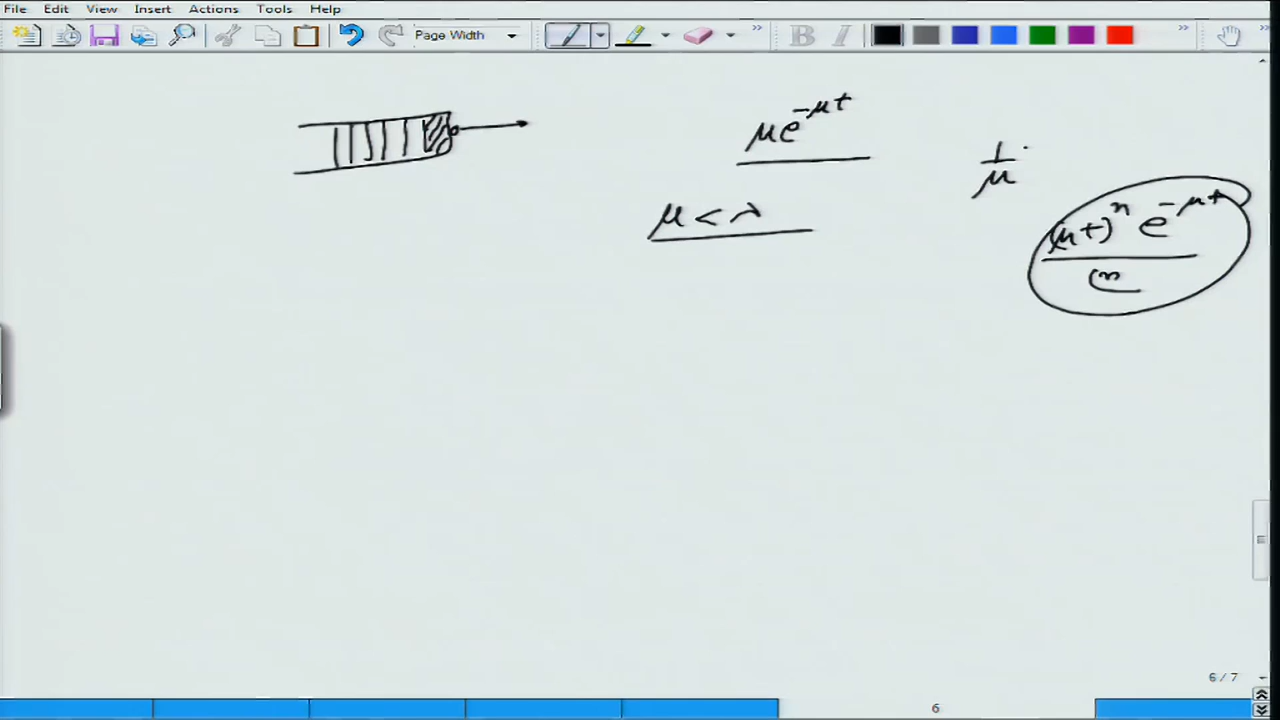 File Edit View Insert Actions Tools Help
Page Width
B I
μe^{-μt}
1/μ
μ < λ
(μt)^n e^{-μt}
n
6 / 7
6